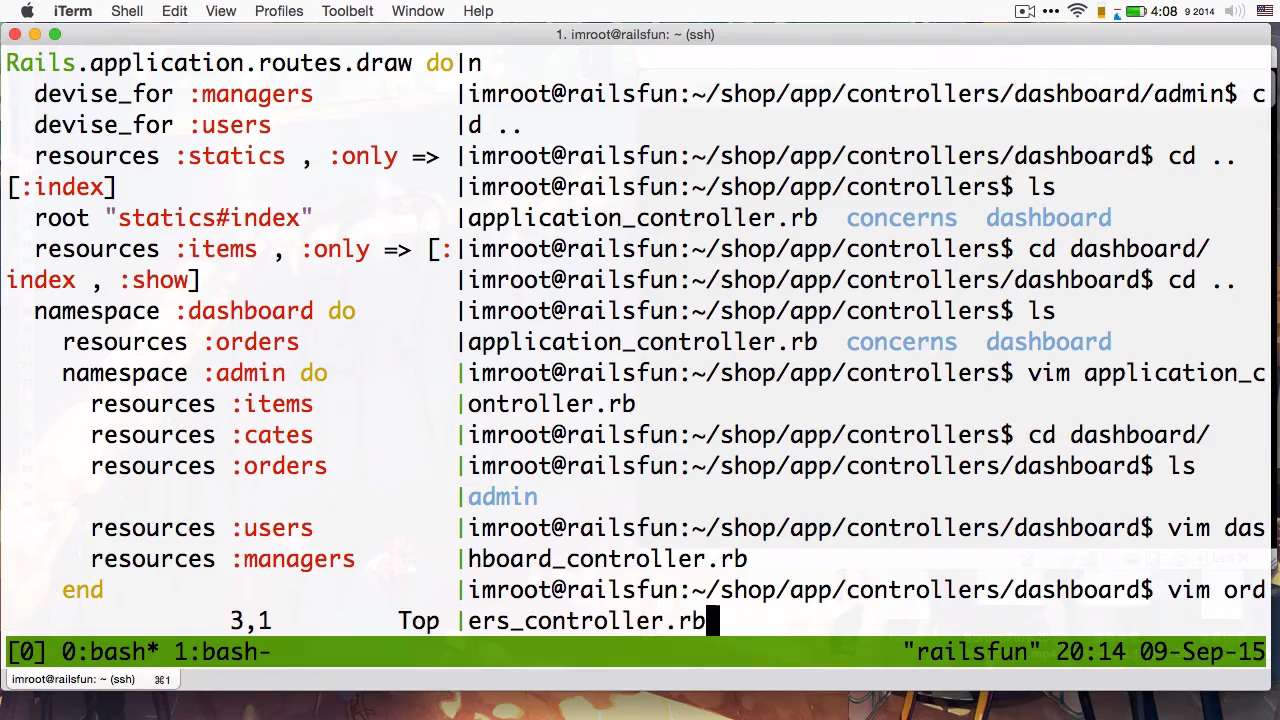 iTerm Shell Edit View Profiles Toolbelt Window Help 4:08 9 2014
1. imroot@railsfun: ~ (ssh)
Rails.application.routes.draw do
devise_for :managers
devise_for :users
resources :statics , :only =>
[:index]
root "statics#index"
resources :items , :only => [:
index , :show]
namespace :dashboard do
resources :orders
namespace :admin do
resources :items
resources :cates
resources :orders
resources :users
resources :managers
end
3,1 Top
|n
|imroot@railsfun:~/shop/app/controllers/dashboard/admin$ c
|d ..
|imroot@railsfun:~/shop/app/controllers/dashboard$ cd ..
|imroot@railsfun:~/shop/app/controllers$ ls
|application_controller.rb concerns dashboard
|imroot@railsfun:~/shop/app/controllers$ cd dashboard/
|imroot@railsfun:~/shop/app/controllers/dashboard$ cd ..
|imroot@railsfun:~/shop/app/controllers$ ls
|application_controller.rb concerns dashboard
|imroot@railsfun:~/shop/app/controllers$ vim application_c
|ontroller.rb
|imroot@railsfun:~/shop/app/controllers$ cd dashboard/
|imroot@railsfun:~/shop/app/controllers/dashboard$ ls
|admin
|imroot@railsfun:~/shop/app/controllers/dashboard$ vim das
|hboard_controller.rb
|imroot@railsfun:~/shop/app/controllers/dashboard$ vim ord
|ers_controller.rb
[0] 0:bash* 1:bash- "railsfun" 20:14 09-Sep-15
imroot@railsfun: ~ (ssh) ⌘1